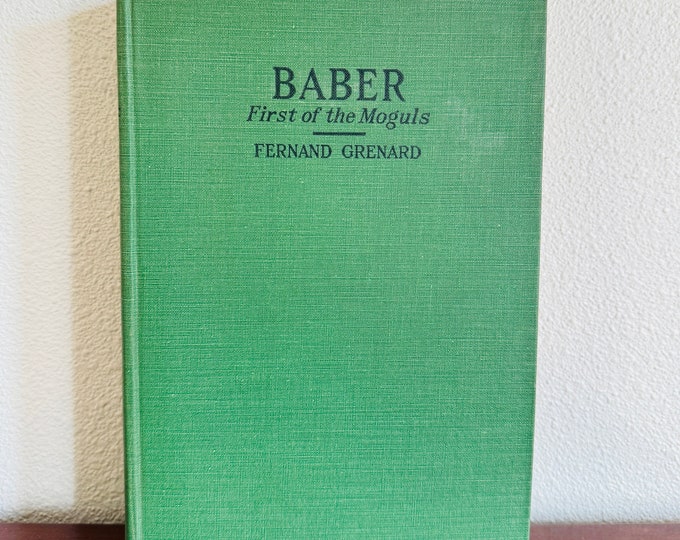 BABER
First of the Moguls
FERNAND GRENARD